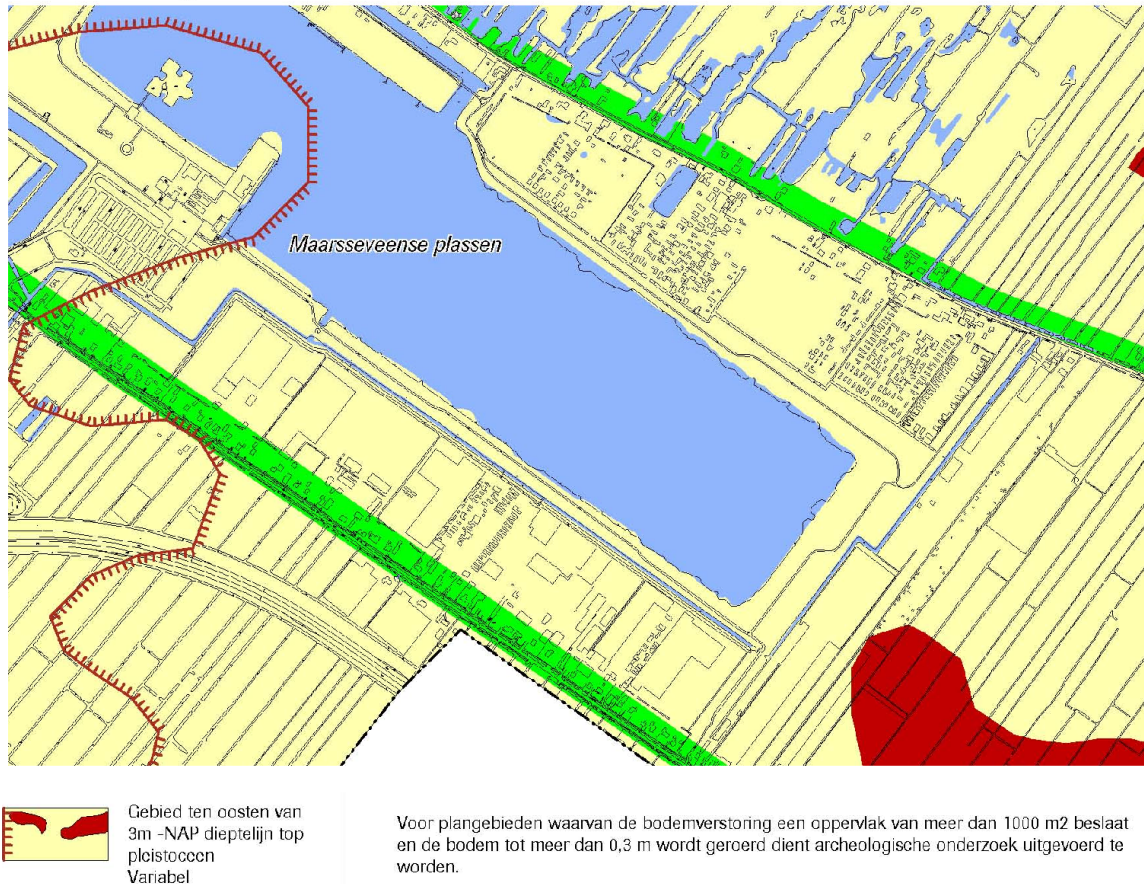 Maarsseveense plassen
Gebied ten oosten van
3m -NAP dieptelijn top
pleistoceen
Variabel
Voor plangebieden waarvan de bodemverstoring een oppervlak van meer dan 1000 m2 beslaat
en de bodem tot meer dan 0,3 m wordt geroerd dient archeologische onderzoek uitgevoerd te
worden.